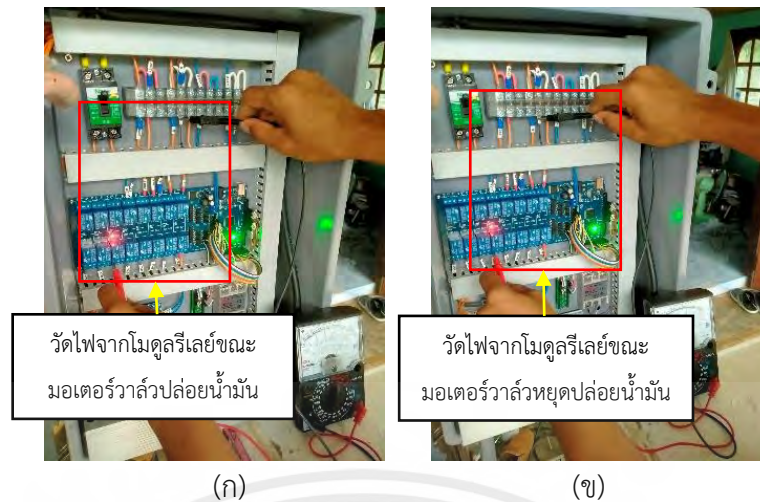 วัดไฟจากโมดูลรีเลย์ขณะ
มอเตอร์วาล์วปล่อยน้ำมัน
วัดไฟจากโมดูลรีเลย์ขณะ
มอเตอร์วาล์วหยุดปล่อยน้ำมัน
(ก)
(ข)